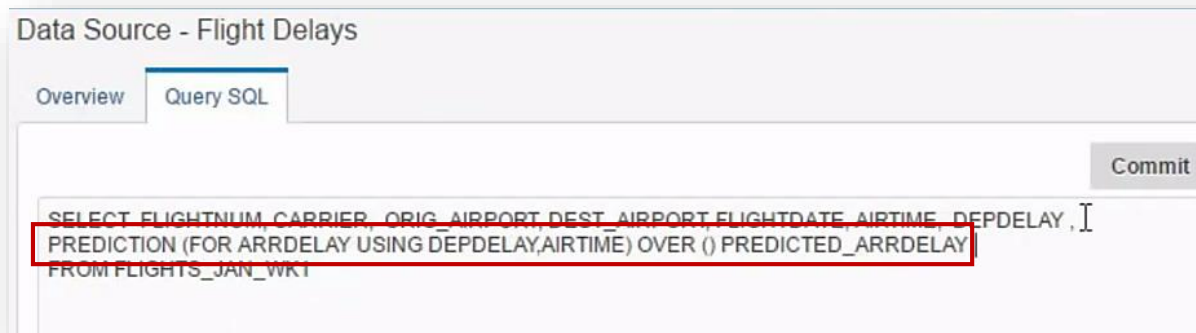 Data Source - Flight Delays
Overview
Query SQL
Commit
SELECT FLIGHTNUM, CARRIER, ORIG_AIRPORT, DEST_AIRPORT, FLIGHTDATE, AIRTIME, DEPDELAY ,
PREDICTION (FOR ARRDELAY USING DEPDELAY,AIRTIME) OVER () PREDICTED_ARRDELAY
FROM FLIGHTS_JAN_WK1